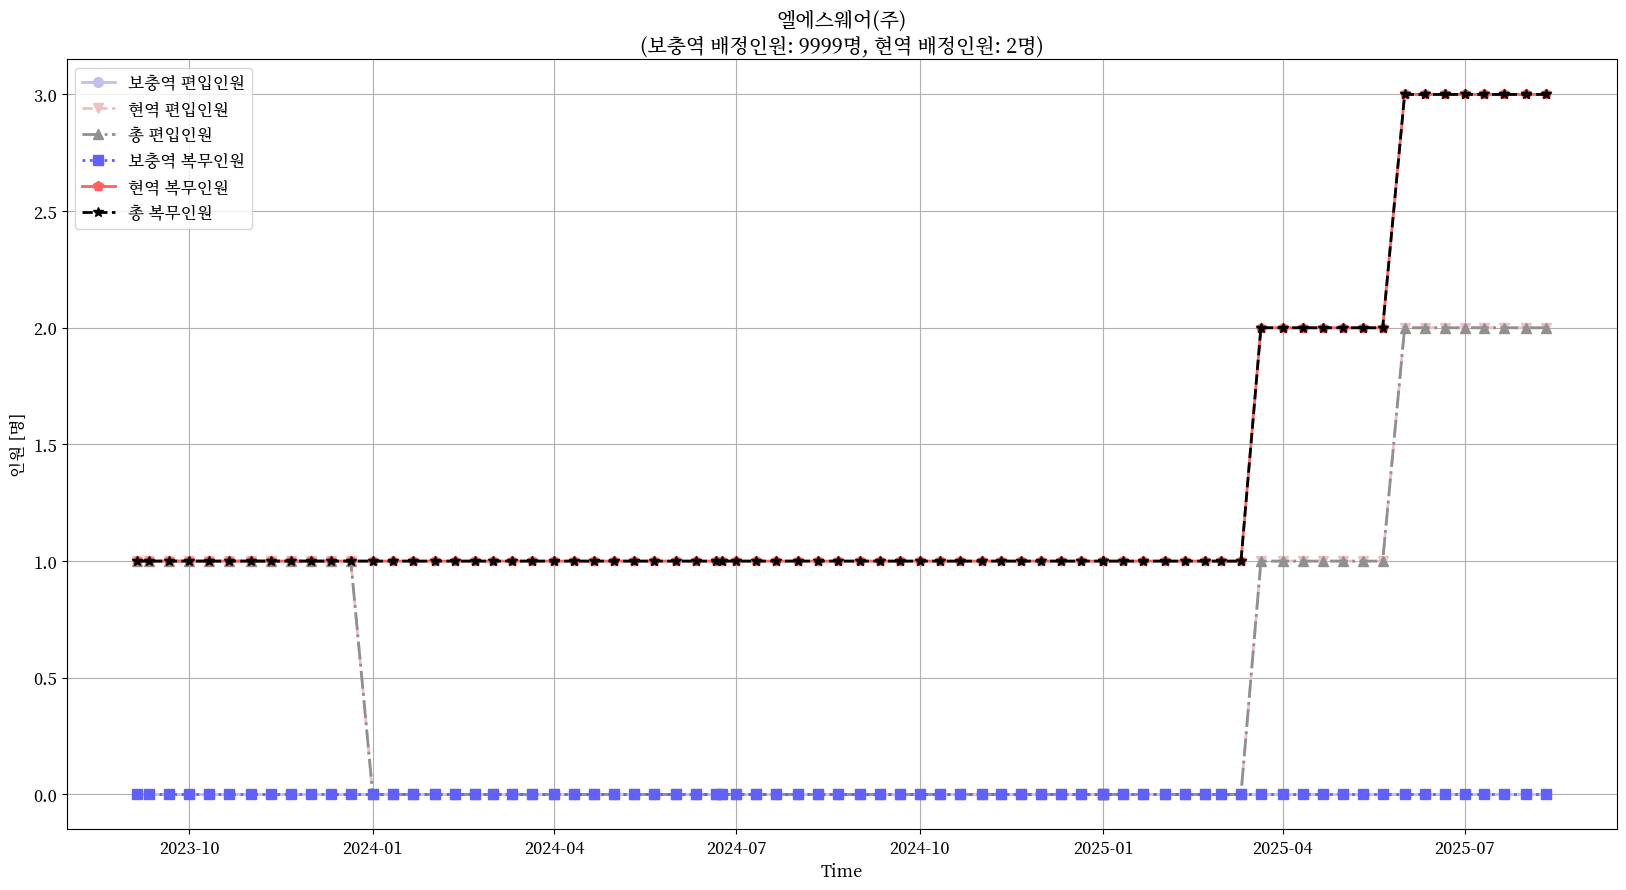 엘에스웨어(주)
(보충역 배정인원: 9999명, 현역 배정인원: 2명)
보충역 편입인원
현역 편입인원
총 편입인원
보충역 복무인원
현역 복무인원
총 복무인원
3.0
2.5
2.0
1.5
1.0
0.5
0.0
인원 [명]
2023-10
2024-01
2024-04
2024-07
2024-10
2025-01
2025-04
2025-07
Time